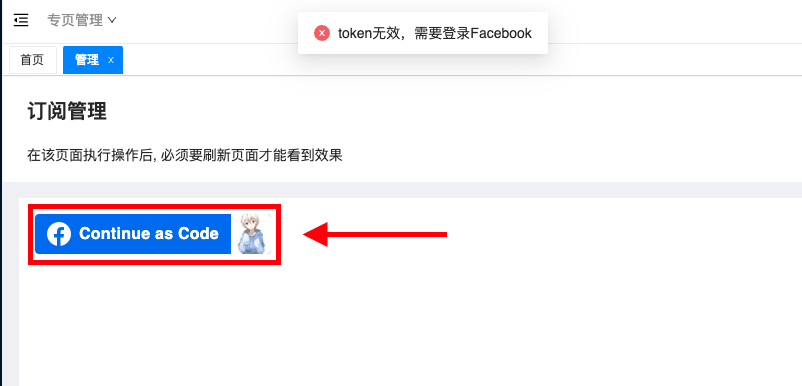 专页管理
token无效，需要登录Facebook
首页
管理 x
订阅管理
在该页面执行操作后, 必须要刷新页面才能看到效果
Continue as Code